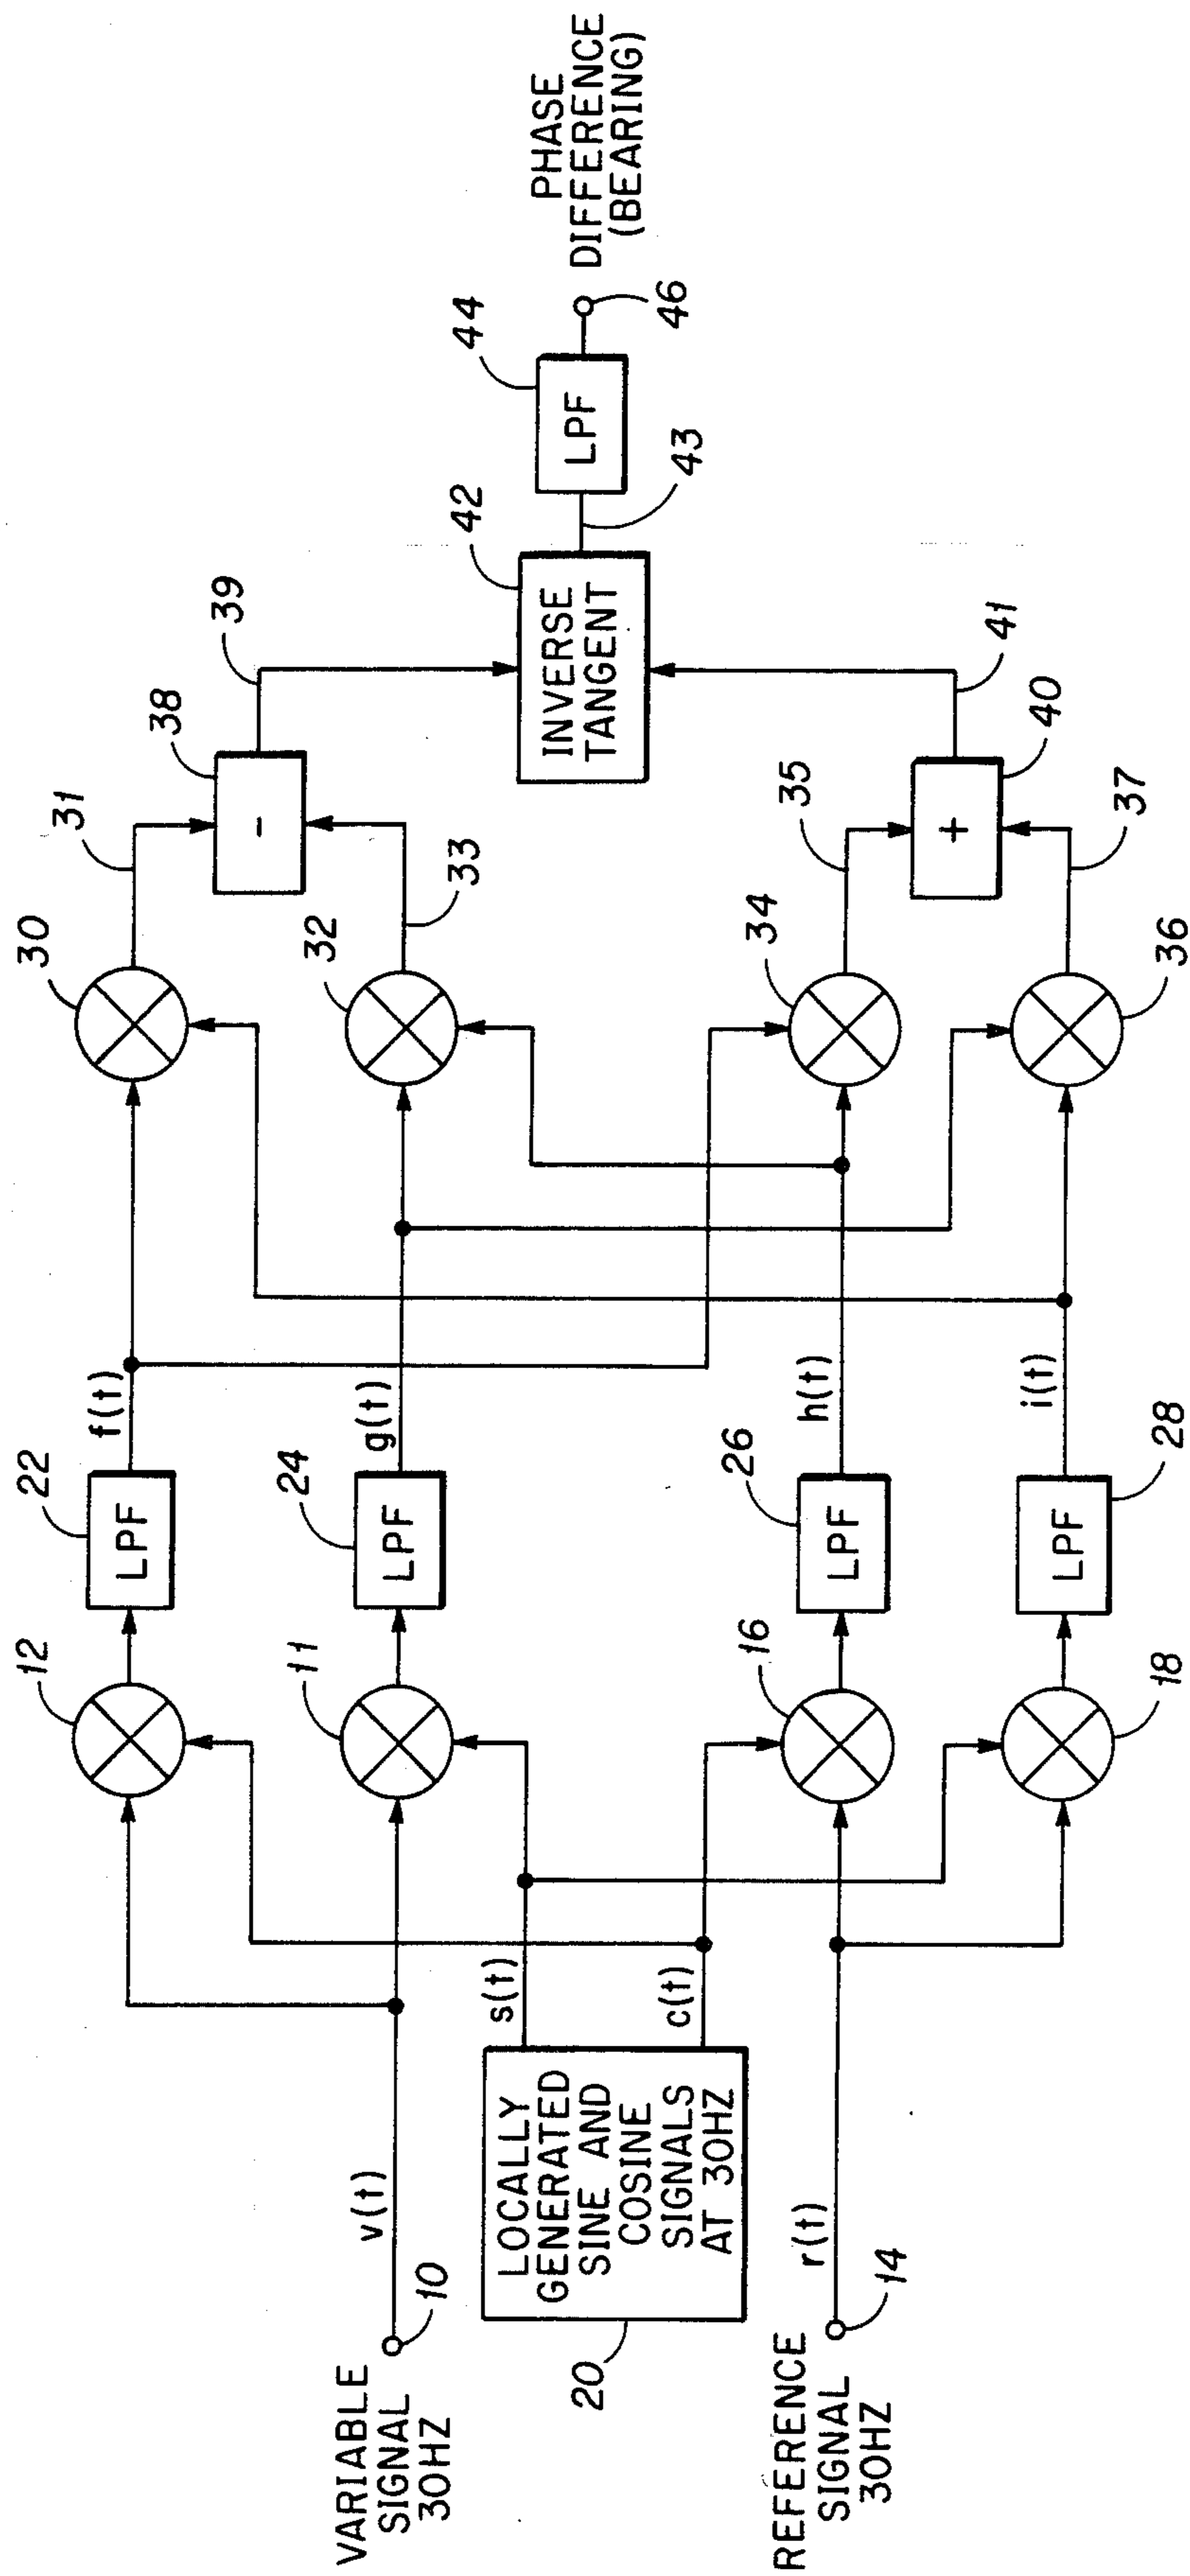 VARIABLE
SIGNAL
30HZ
10
v(t)
LOCALLY
GENERATED
SINE AND
COSINE
SIGNALS
AT 30HZ
20
s(t)
c(t)
REFERENCE
SIGNAL
30HZ
14
r(t)
12
11
16
18
22
LPF
24
LPF
26
LPF
28
LPF
f(t)
g(t)
h(t)
i(t)
30
32
34
36
31
33
35
37
38
-
40
+
39
41
42
INVERSE
TANGENT
43
44
LPF
46
PHASE
DIFFERENCE
(BEARING)